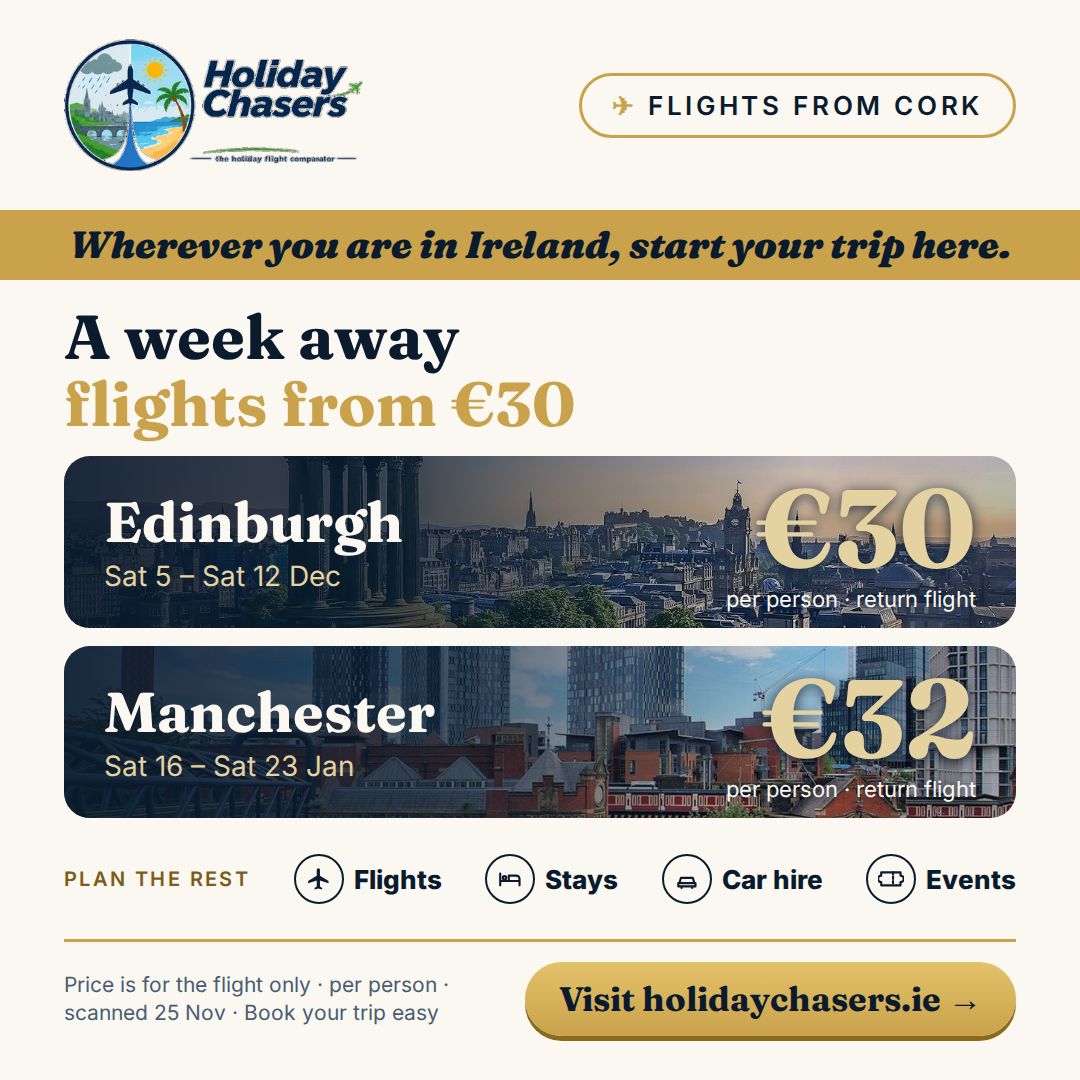 Holiday
Chasers
the holiday flight comparator
✈ FLIGHTS FROM CORK
Wherever you are in Ireland, start your trip here.
A week away
flights from €30
Edinburgh
Sat 5 – Sat 12 Dec
€30
per person · return flight
Manchester
Sat 16 – Sat 23 Jan
€32
per person · return flight
PLAN THE REST
Flights
Stays
Car hire
Events
Price is for the flight only · per person ·
scanned 25 Nov · Book your trip easy
Visit holidaychasers.ie →